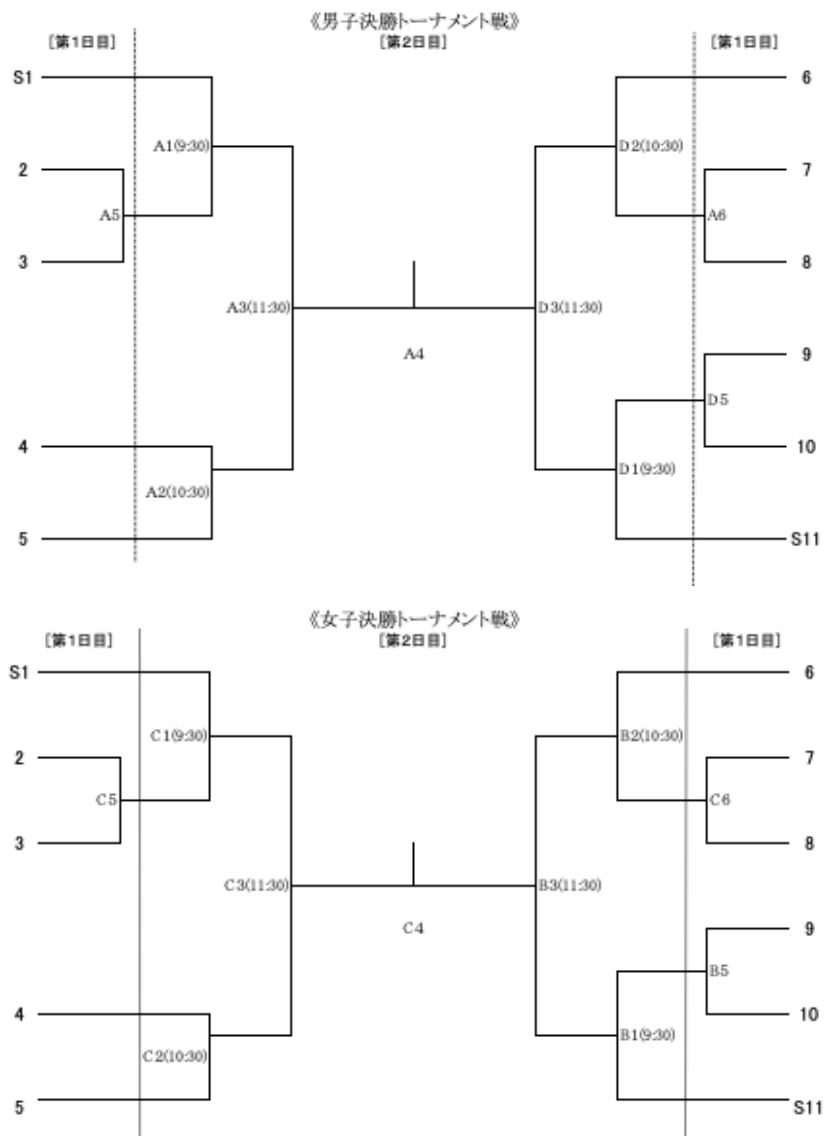 《男子決勝トーナメント戦》
[第1日目] [第2日目] [第1日目]
S1 6
A1(9:30) D2(10:30)
2 7
A5 A6
3 8
A3(11:30) D3(11:30)
A4 9
D5
4 10
D1(9:30)
A2(10:30)
5 S11
《女子決勝トーナメント戦》
[第1日目] [第2日目] [第1日目]
S1 6
C1(9:30) B2(10:30)
2 7
C5 C6
3 8
C3(11:30) B3(11:30)
C4 9
B5
4 10
B1(9:30)
C2(10:30)
5 S11